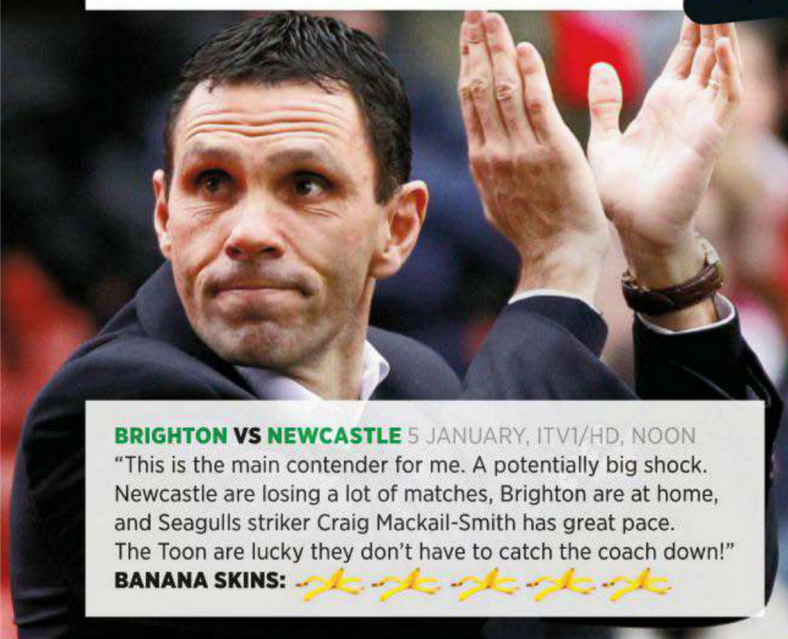 BRIGHTON VS NEWCASTLE 5 JANUARY, ITV1/HD, NOON
“This is the main contender for me. A potentially big shock.
Newcastle are losing a lot of matches, Brighton are at home,
and Seagulls striker Craig Mackail-Smith has great pace.
The Toon are lucky they don’t have to catch the coach down!”
BANANA SKINS: